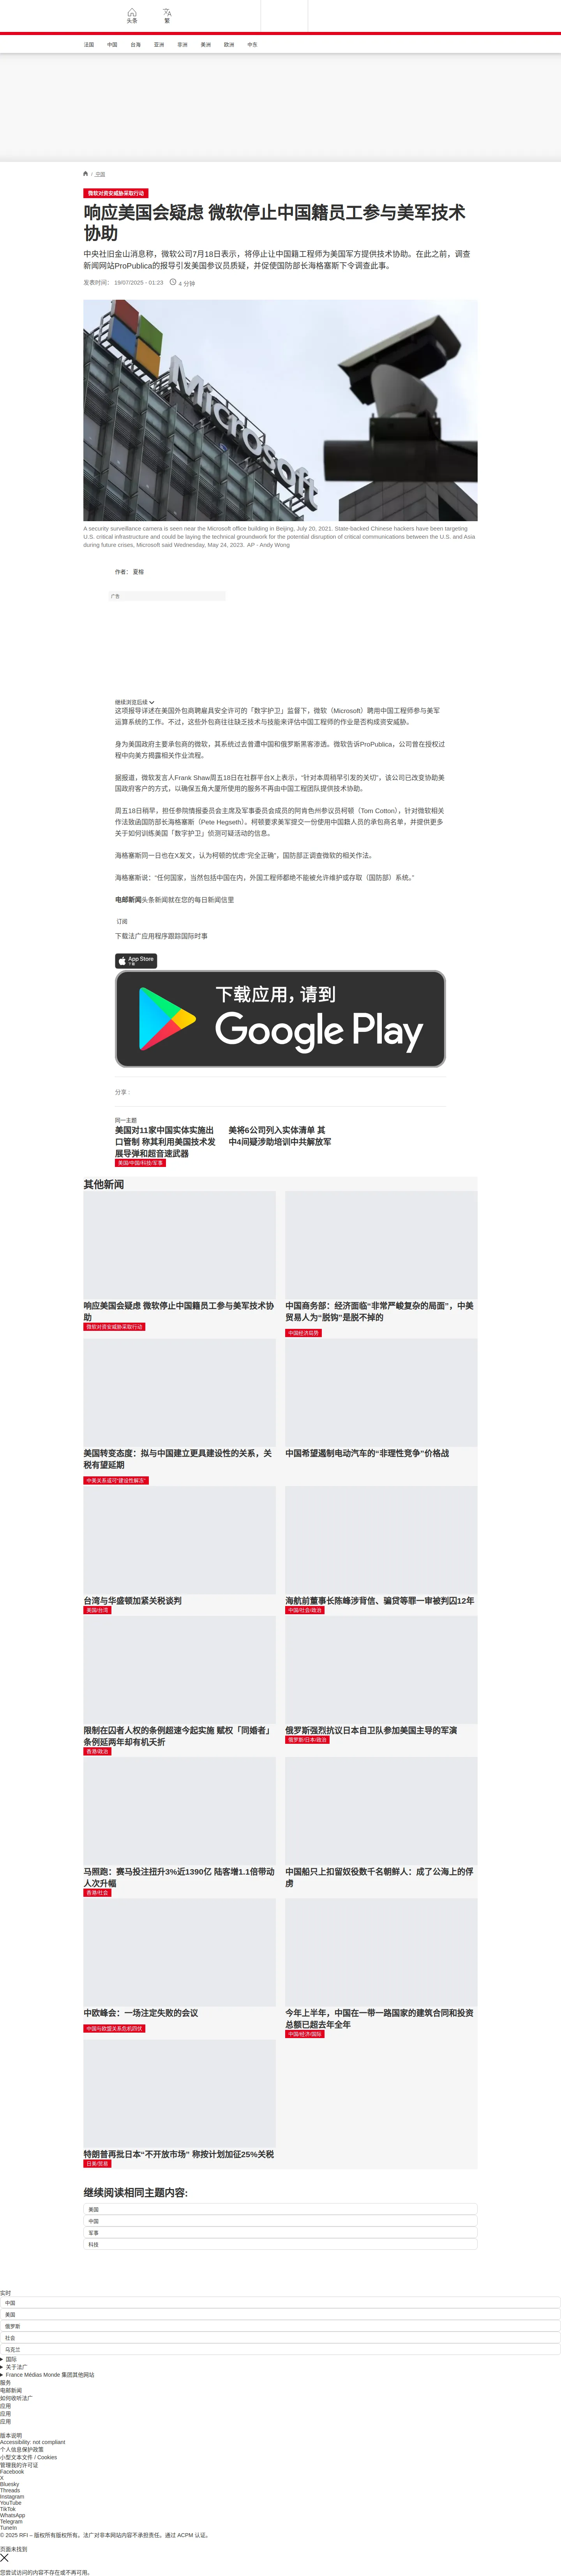 头条
繁
法国
中国
台海
亚洲
非洲
美洲
欧洲
中东
/ 中国
微软对资安威胁采取行动
响应美国会疑虑 微软停止中国籍员工参与美军技术
协助
中央社旧金山消息称，微软公司7月18日表示，将停止让中国籍工程师为美国军方提供技术协助。在此之前，调查
新闻网站ProPublica的报导引发美国参议员质疑，并促使国防部长海格塞斯下令调查此事。
发表时间： 19/07/2025 - 01:23
4 分钟
Microsoft
A security surveillance camera is seen near the Microsoft office building in Beijing, July 20, 2021. State-backed Chinese hackers have been targeting
U.S. critical infrastructure and could be laying the technical groundwork for the potential disruption of critical communications between the U.S. and Asia
during future crises, Microsoft said Wednesday, May 24, 2023. AP - Andy Wong
作者： 夏榕
广告
继续浏览后续
这项报导详述在美国外包商聘雇具安全许可的「数字护卫」监督下，微软（Microsoft）聘用中国工程师参与美军
运算系统的工作。不过，这些外包商往往缺乏技术与技能来评估中国工程师的作业是否构成资安威胁。
身为美国政府主要承包商的微软，其系统过去曾遭中国和俄罗斯黑客渗透。微软告诉ProPublica，公司曾在授权过
程中向美方揭露相关作业流程。
据报道，微软发言人Frank Shaw周五18日在社群平台X上表示，“针对本周稍早引发的关切”，该公司已改变协助美
国政府客户的方式，以确保五角大厦所使用的服务不再由中国工程团队提供技术协助。
周五18日稍早，担任参院情报委员会主席及军事委员会成员的阿肯色州参议员柯顿（Tom Cotton），针对微软相关
作法致函国防部长海格塞斯（Pete Hegseth）。柯顿要求美军提交一份使用中国籍人员的承包商名单，并提供更多
关于如何训练美国「数字护卫」侦测可疑活动的信息。
海格塞斯同一日也在X发文，认为柯顿的忧虑“完全正确”，国防部正调查微软的相关作法。
海格塞斯说：“任何国家，当然包括中国在内，外国工程师都绝不能被允许维护或存取（国防部）系统。”
电邮新闻头条新闻就在您的每日新闻信里
订阅
下载法广应用程序跟踪国际时事
App Store
下载
下载应用，请到
Google Play
分享 :
同一主题
美国对11家中国实体实施出
口管制 称其利用美国技术发
展导弹和超音速武器
美国/中国/科技/军事
美将6公司列入实体清单 其
中4间疑涉助培训中共解放军
其他新闻
响应美国会疑虑 微软停止中国籍员工参与美军技术协
助
微软对资安威胁采取行动
中国商务部：经济面临“非常严峻复杂的局面”，中美
贸易人为“脱钩”是脱不掉的
中国经济局势
美国转变态度：拟与中国建立更具建设性的关系，关
税有望延期
中美关系或可“建设性解冻”
中国希望遏制电动汽车的“非理性竞争”价格战
台湾与华盛顿加紧关税谈判
美国/台湾
海航前董事长陈峰涉背信、骗贷等罪一审被判囚12年
中国/社会/政治
限制在囚者人权的条例超速今起实施 赋权「同婚者」
条例延两年却有机夭折
香港/政治
俄罗斯强烈抗议日本自卫队参加美国主导的军演
俄罗斯/日本/政治
马照跑：赛马投注扭升3%近1390亿 陆客增1.1倍带动
人次升幅
香港/社会
中国船只上扣留奴役数千名朝鲜人：成了公海上的俘
虏
中欧峰会：一场注定失败的会议
中国与欧盟关系危机四伏
今年上半年，中国在一带一路国家的建筑合同和投资
总额已超去年全年
中国/经济/国际
特朗普再批日本“不开放市场” 称按计划加征25%关税
日美/贸易
继续阅读相同主题内容:
美国
中国
军事
科技
实时
中国
美国
俄罗斯
社会
乌克兰
国际
关于法广
France Médias Monde 集团其他网站
服务
电邮新闻
如何收听法广
应用
应用
应用
版本说明
Accessibility: not compliant
个人信息保护政策
小型文本文件 / Cookies
管理我的许可证
Facebook
X
Bluesky
Threads
Instagram
YouTube
TikTok
WhatsApp
Telegram
TuneIn
© 2025 RFI – 版权所有版权所有。法广对非本网站内容不承担责任。通过 ACPM 认证。
页面未找到
您尝试访问的内容不存在或不再可用。